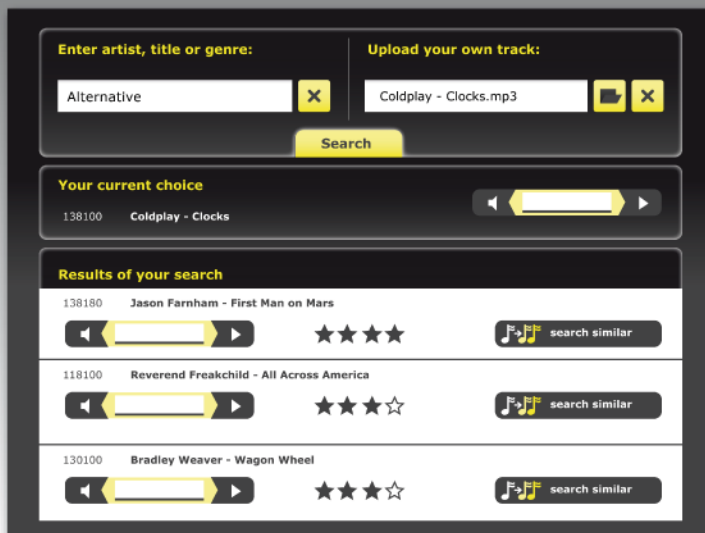 Enter artist, title or genre:
Upload your own track:
Alternative
Coldplay - Clocks.mp3
Search
Your current choice
138100 Coldplay - Clocks
Results of your search
138180 Jason Farnham - First Man on Mars
search similar
118100 Reverend Freakchild - All Across America
search similar
130100 Bradley Weaver - Wagon Wheel
search similar